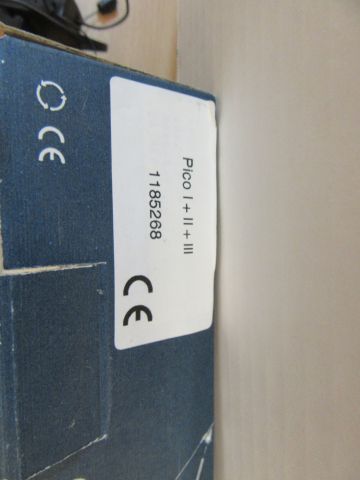 Pico I + II + III
1185268
CE
CE